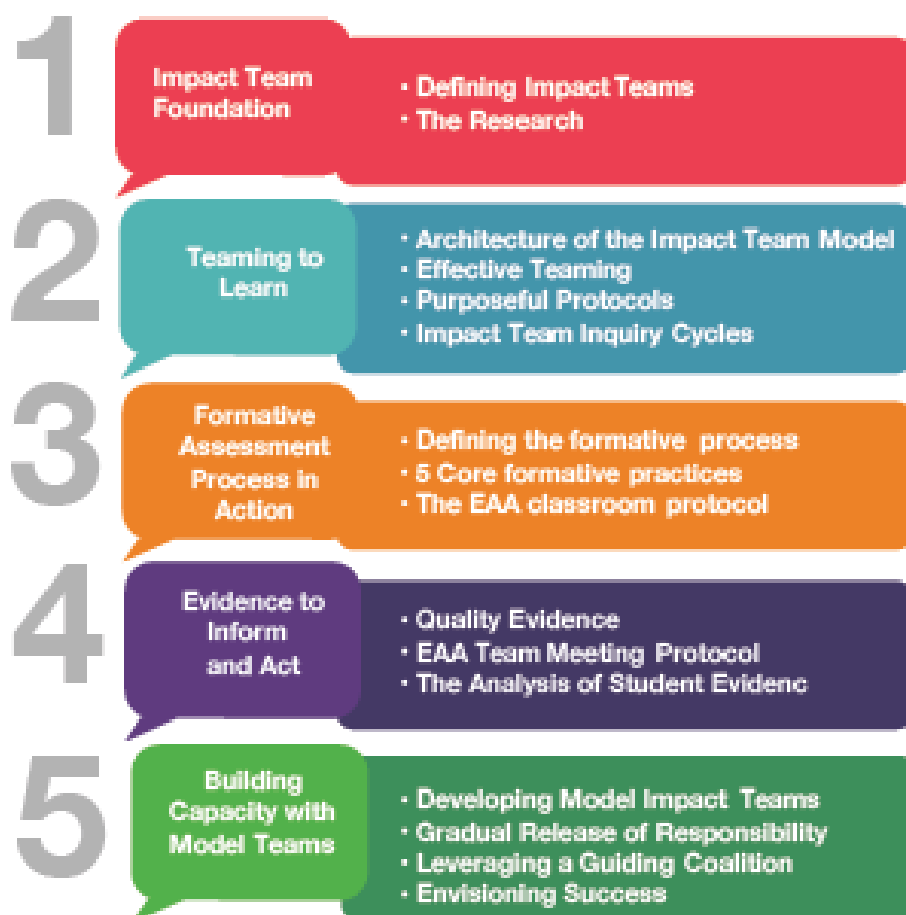 1
Impact Team
Foundation
• Defining Impact Teams
• The Research
2
Teaming to
Learn
• Architecture of the Impact Team Model
• Effective Teaming
• Purposeful Protocols
• Impact Team Inquiry Cycles
3
Formative
Assessment
Process in
Action
• Defining the formative process
• 5 Core formative practices
• The EAA classroom protocol
4
Evidence to
Inform
and Act
• Quality Evidence
• EAA Team Meeting Protocol
• The Analysis of Student Evidenc
5
Building
Capacity with
Model Teams
• Developing Model Impact Teams
• Gradual Release of Responsibility
• Leveraging a Guiding Coalition
• Envisioning Success